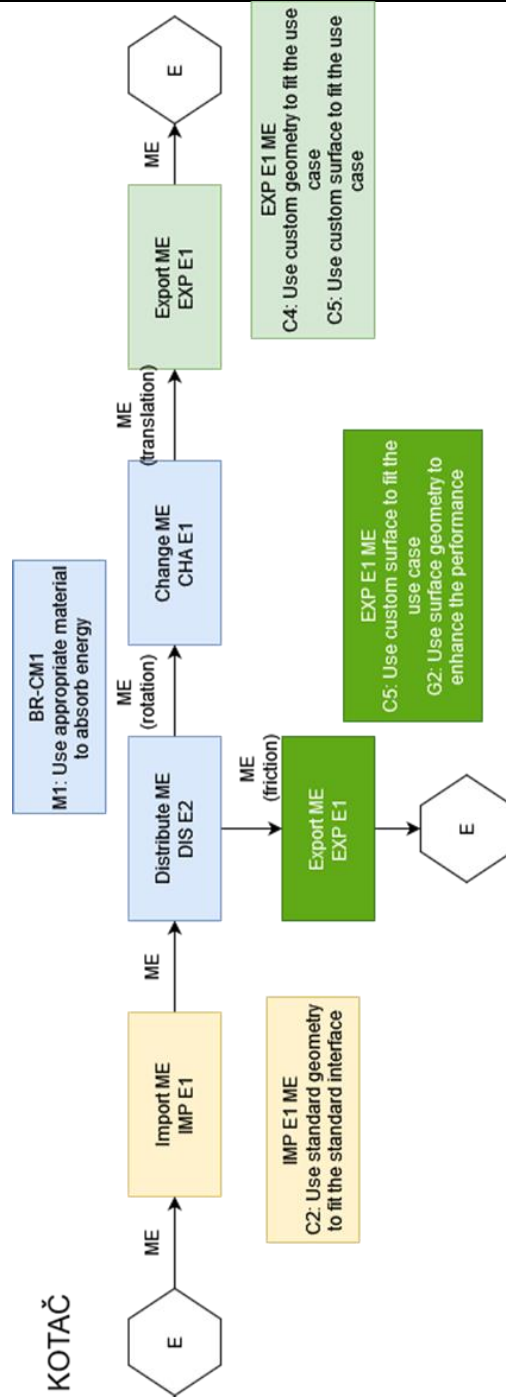 KOTAČ
E
ME
Import ME
IMP E1
IMP E1 ME
C2: Use standard geometry
to fit the standard interface
ME
Distribute ME
DIS E2
BR-CM1
M1: Use appropriate material
to absorb energy
ME
(rotation)
Change ME
CHA E1
ME
(friction)
Export ME
EXP E1
E
EXP E1 ME
C5: Use custom surface to fit the
use case
G2: Use surface geometry to
enhance the performance
ME
(translation)
Export ME
EXP E1
EXP E1 ME
C4: Use custom geometry to fit the use
case
C5: Use custom surface to fit the use
case
ME
E